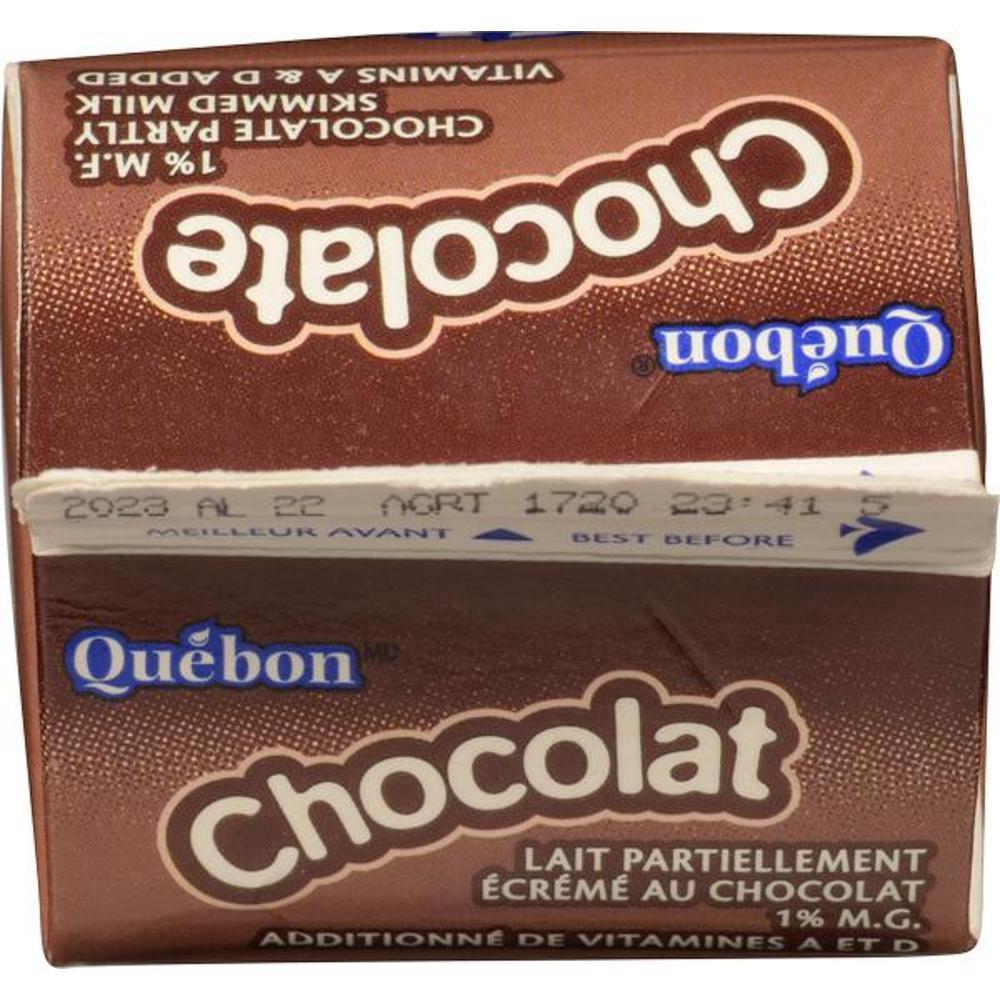 VITAMINS A & D ADDED
SKIMMED MILK
CHOCOLATE PARTLY
1% M.F.
Chocolate
Québon®
2023 AL 22 AGRT 1720 23:41 5
MEILLEUR AVANT ▲ BEST BEFORE
Québon MD
Chocolat
LAIT PARTIELLEMENT
ÉCRÉMÉ AU CHOCOLAT
1% M.G.
ADDITIONNÉ DE VITAMINES A ET D